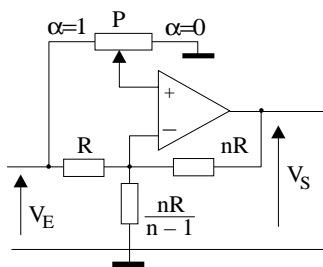 α=1 P α=0
+
−
R nR
V_E nR/(n − 1) V_S